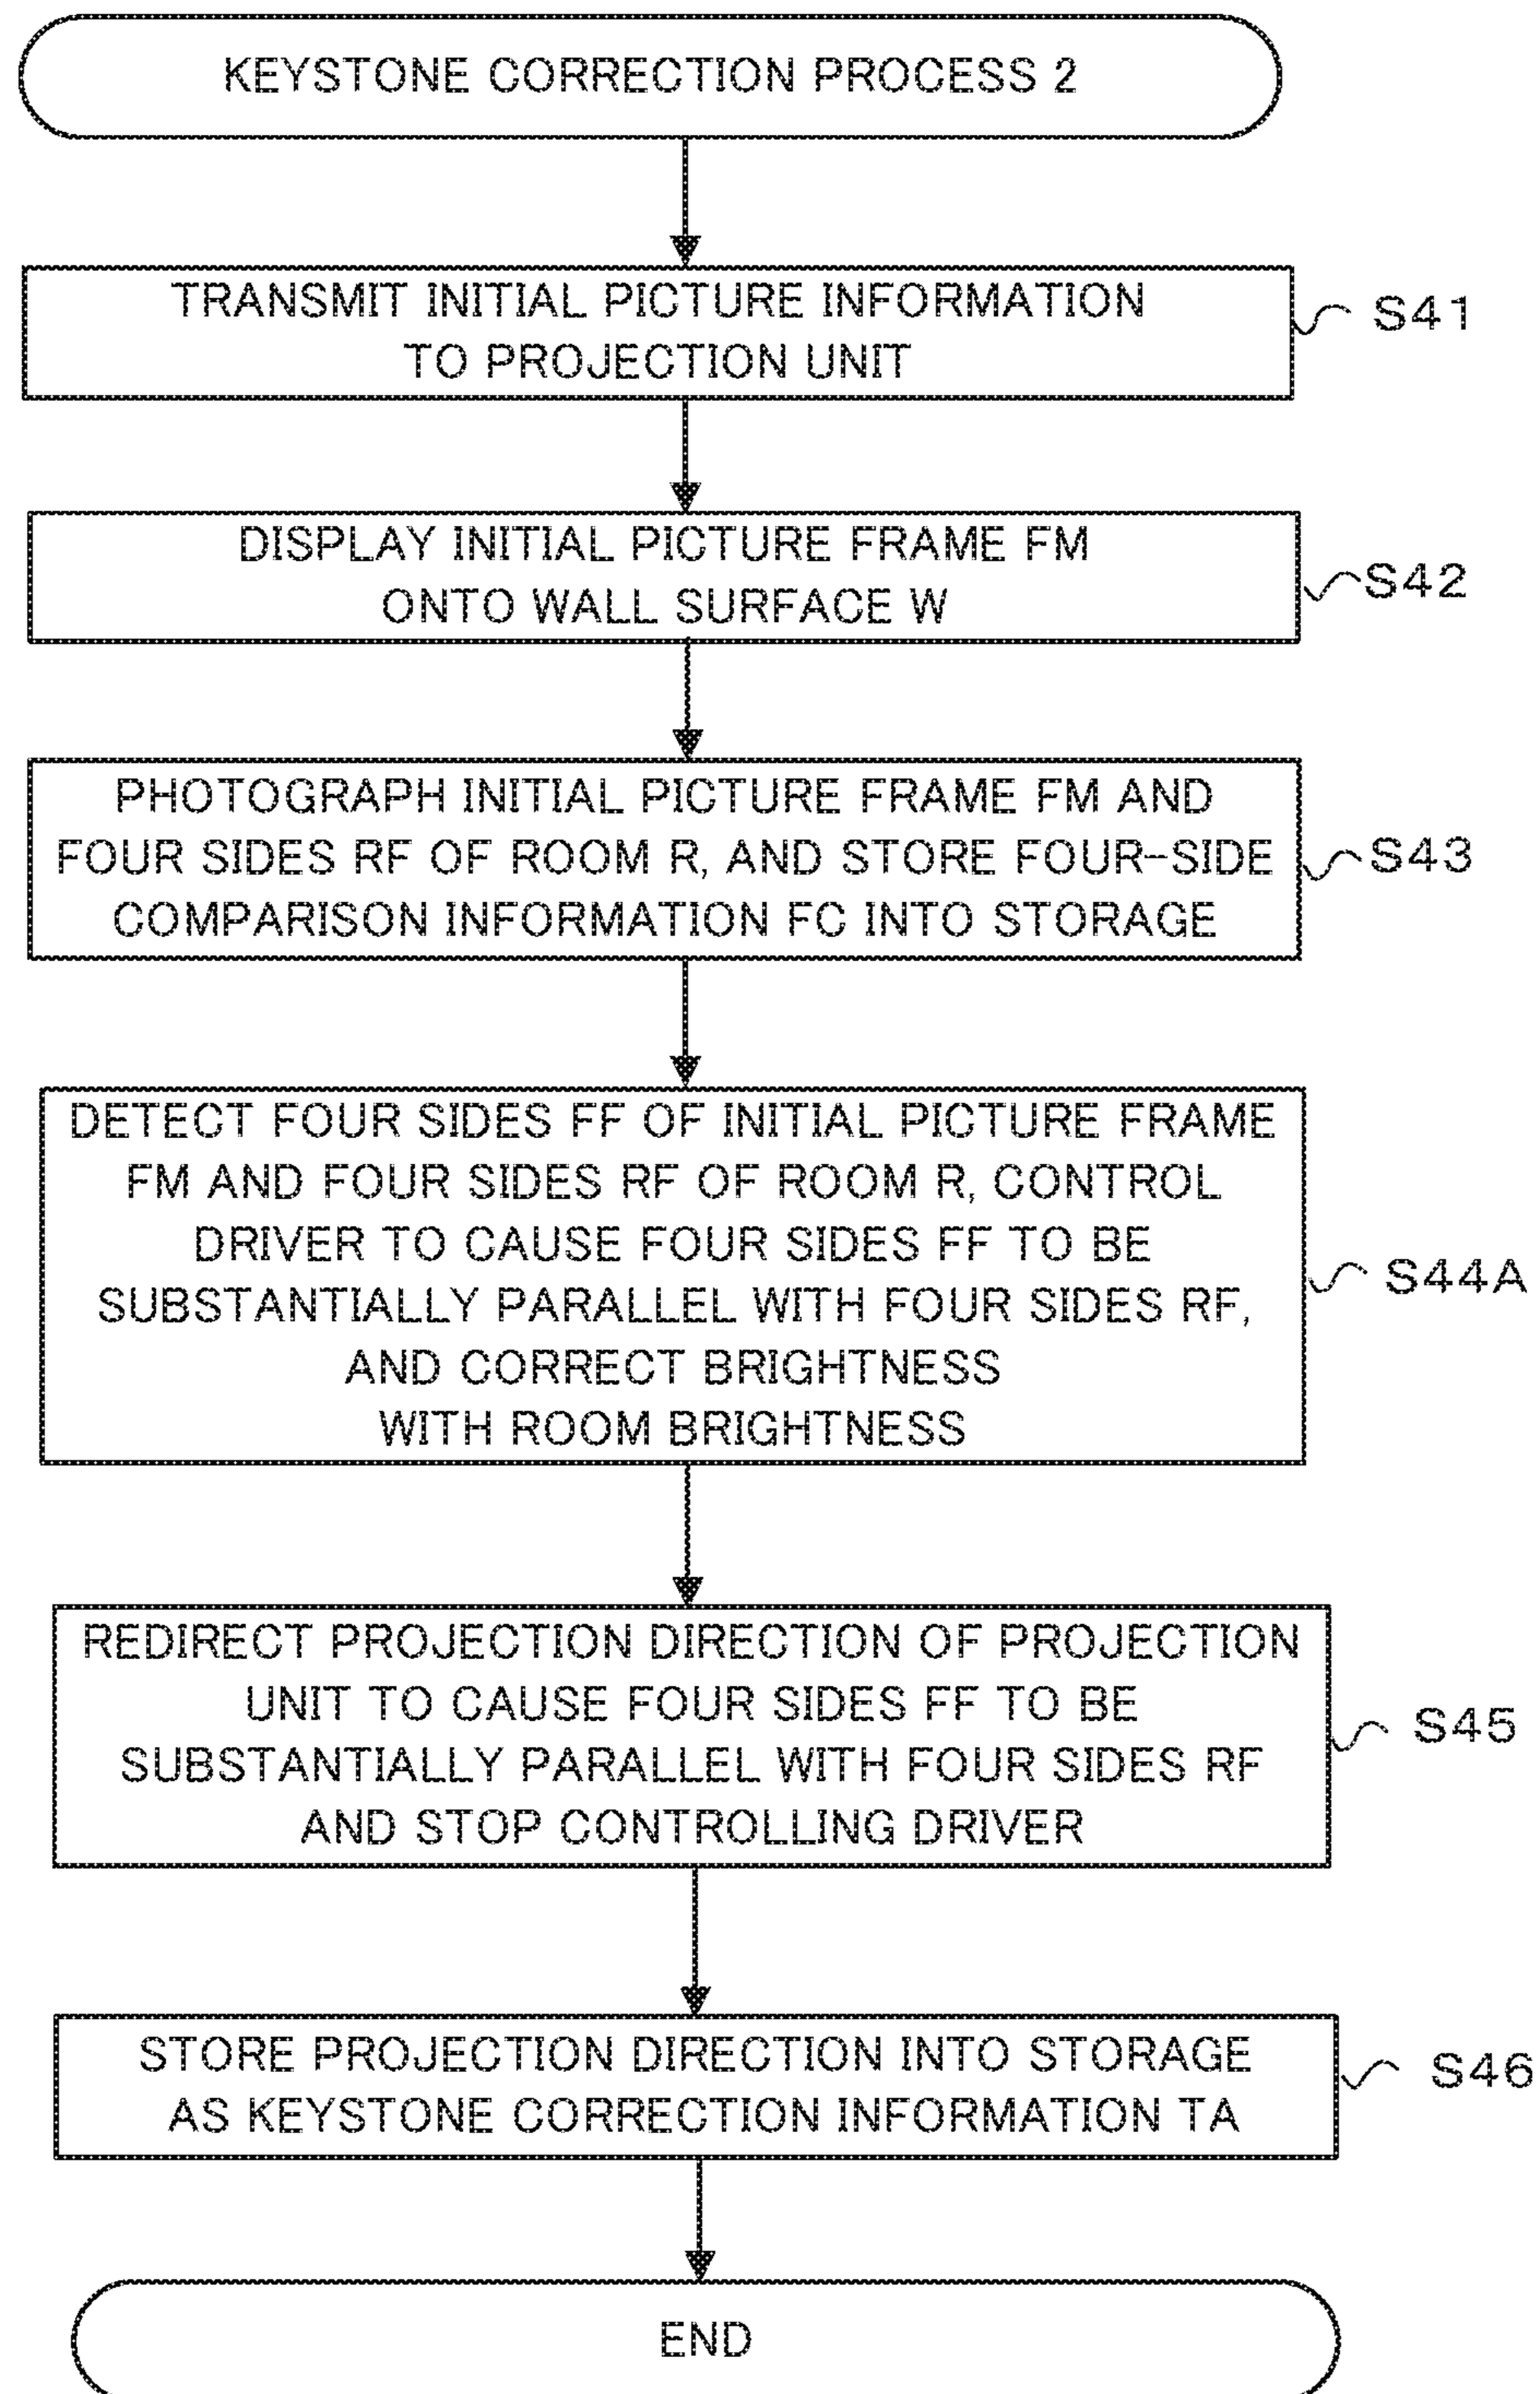 KEYSTONE CORRECTION PROCESS 2
TRANSMIT INITIAL PICTURE INFORMATION
TO PROJECTION UNIT
S41
DISPLAY INITIAL PICTURE FRAME FM
ONTO WALL SURFACE W
S42
PHOTOGRAPH INITIAL PICTURE FRAME FM AND
FOUR SIDES RF OF ROOM R, AND STORE FOUR-SIDE
COMPARISON INFORMATION FC INTO STORAGE
S43
DETECT FOUR SIDES FF OF INITIAL PICTURE FRAME
FM AND FOUR SIDES RF OF ROOM R, CONTROL
DRIVER TO CAUSE FOUR SIDES FF TO BE
SUBSTANTIALLY PARALLEL WITH FOUR SIDES RF,
AND CORRECT BRIGHTNESS
WITH ROOM BRIGHTNESS
S44A
REDIRECT PROJECTION DIRECTION OF PROJECTION
UNIT TO CAUSE FOUR SIDES FF TO BE
SUBSTANTIALLY PARALLEL WITH FOUR SIDES RF
AND STOP CONTROLLING DRIVER
S45
STORE PROJECTION DIRECTION INTO STORAGE
AS KEYSTONE CORRECTION INFORMATION TA
S46
END